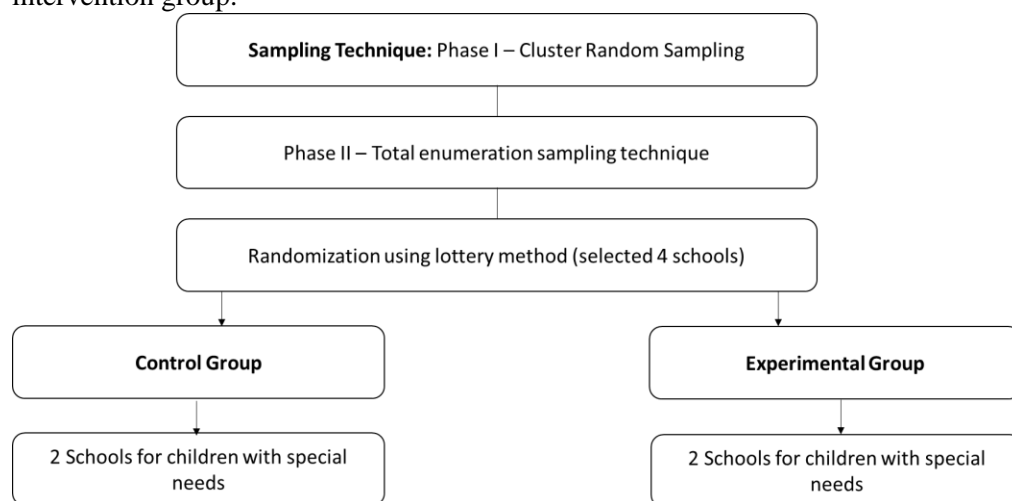 intervention group.
Sampling Technique: Phase I – Cluster Random Sampling
Phase II – Total enumeration sampling technique
Randomization using lottery method (selected 4 schools)
Control Group
Experimental Group
2 Schools for children with special
needs
2 Schools for children with special
needs